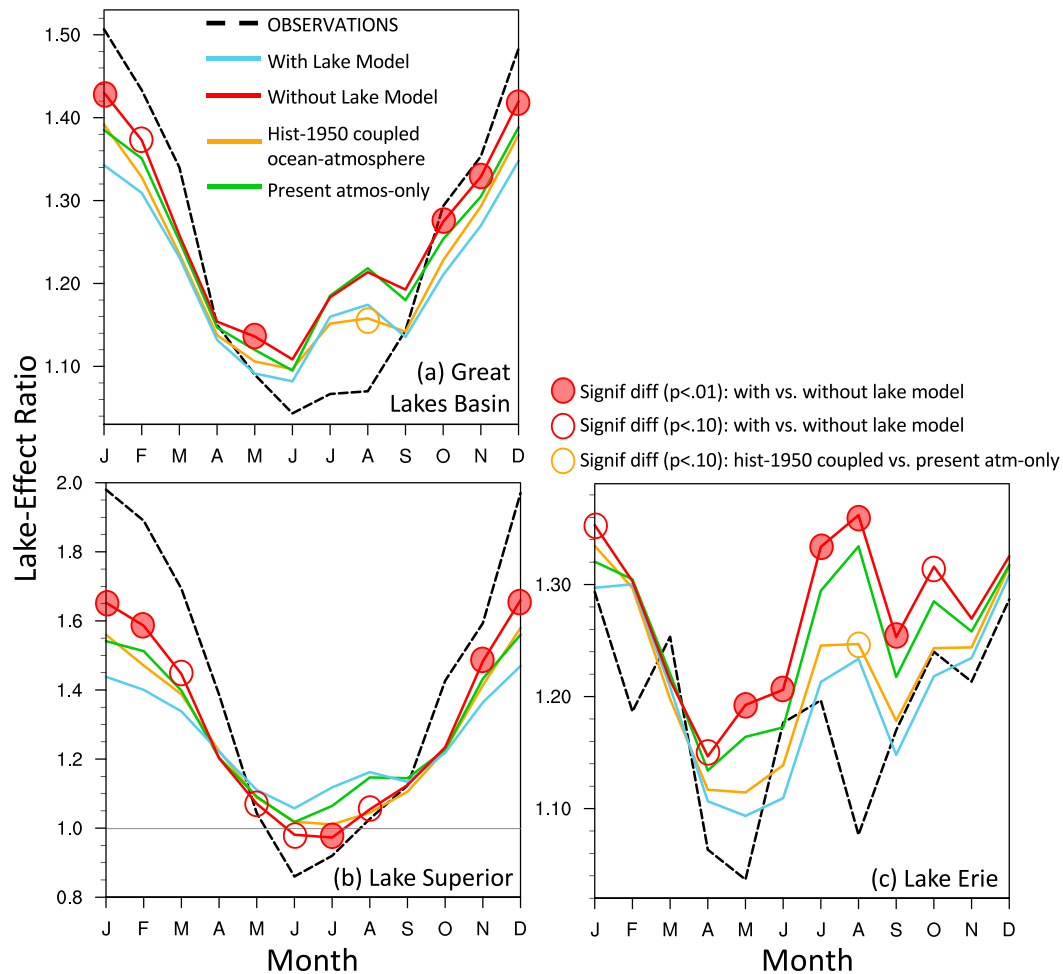 1.50
1.40
1.30
1.20
1.10
OBSERVATIONS
With Lake Model
Without Lake Model
Hist-1950 coupled
ocean-atmosphere
Present atmos-only
(a) Great
Lakes Basin
J F M A M J J A S O N D
Lake-Effect Ratio
Signif diff (p<.01): with vs. without lake model
Signif diff (p<.10): with vs. without lake model
Signif diff (p<.10): hist-1950 coupled vs. present atm-only
2.0
1.8
1.6
1.4
1.2
1.0
0.8
(b) Lake Superior
J F M A M J J A S O N D
Month
1.30
1.20
1.10
(c) Lake Erie
J F M A M J J A S O N D
Month